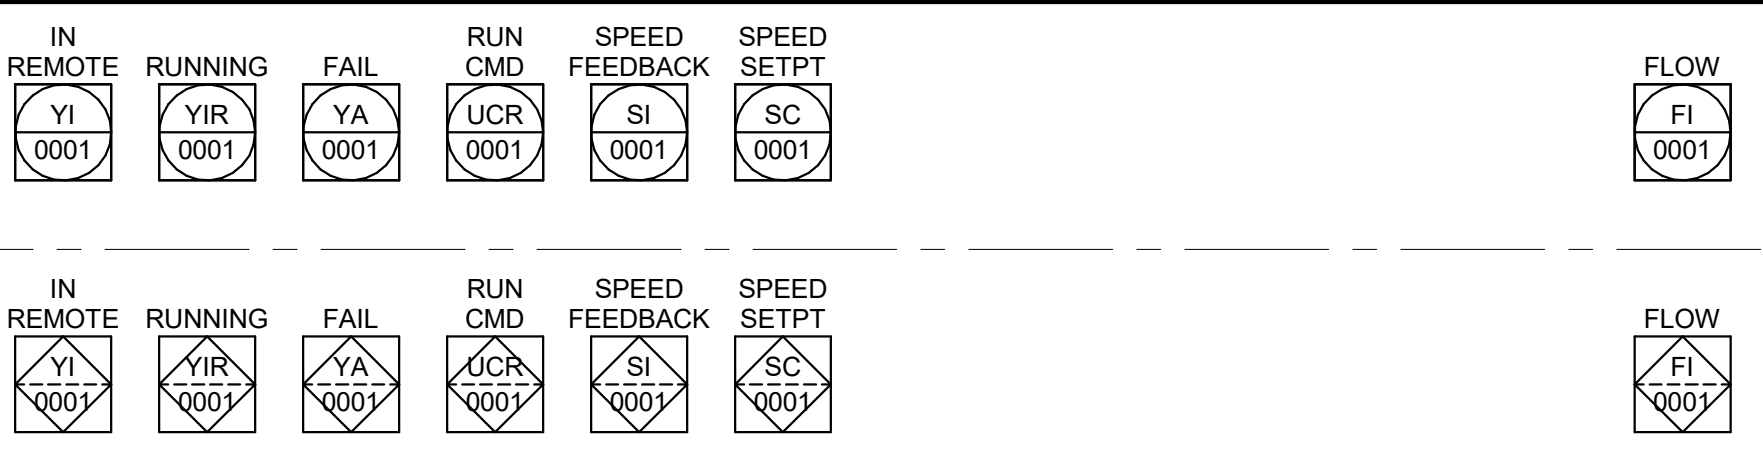 IN
REMOTE
RUNNING
FAIL
RUN
CMD
SPEED
FEEDBACK
SPEED
SETPT
FLOW
YI
0001
YIR
0001
YA
0001
UCR
0001
SI
0001
SC
0001
FI
0001
IN
REMOTE
RUNNING
FAIL
RUN
CMD
SPEED
FEEDBACK
SPEED
SETPT
FLOW
YI
0001
YIR
0001
YA
0001
UCR
0001
SI
0001
SC
0001
FI
0001